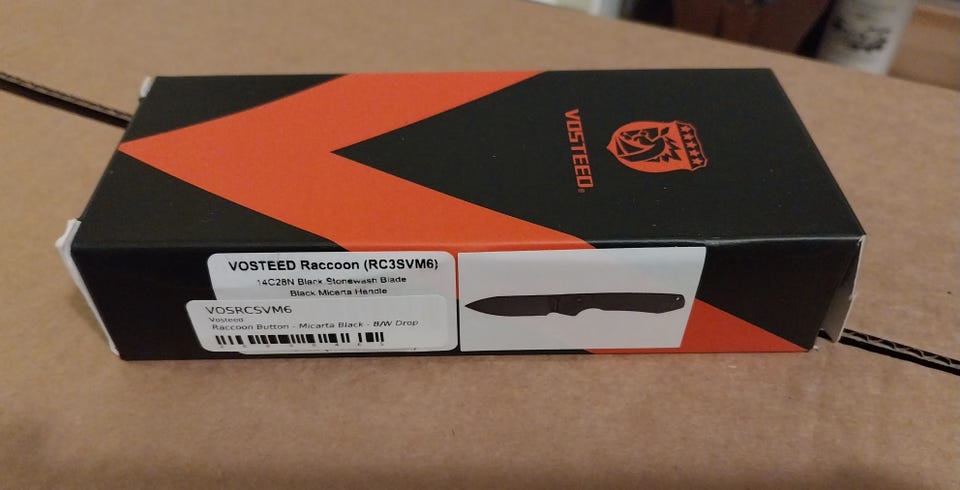 VOSTEED®
VOSTEED Raccoon (RC3SVM6)
14C28N Black Stonewash Blade
Black Micarta Handle
VOSRCSVM6
Vosteed
Raccoon Button - Micarta Black - B/W Drop